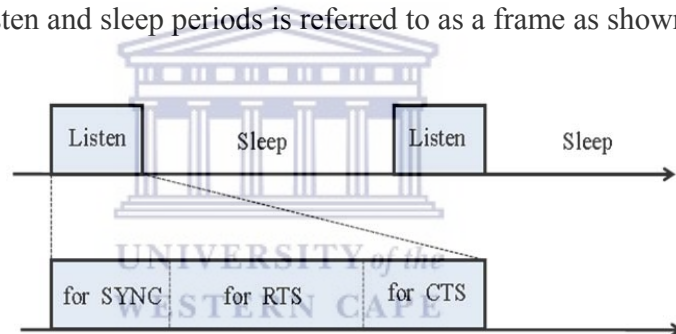 sten and sleep periods is referred to as a frame as shown
Listen Sleep Listen Sleep
UNIVERSITY of the
for SYNC for RTS for CTS
WESTERN CAPE